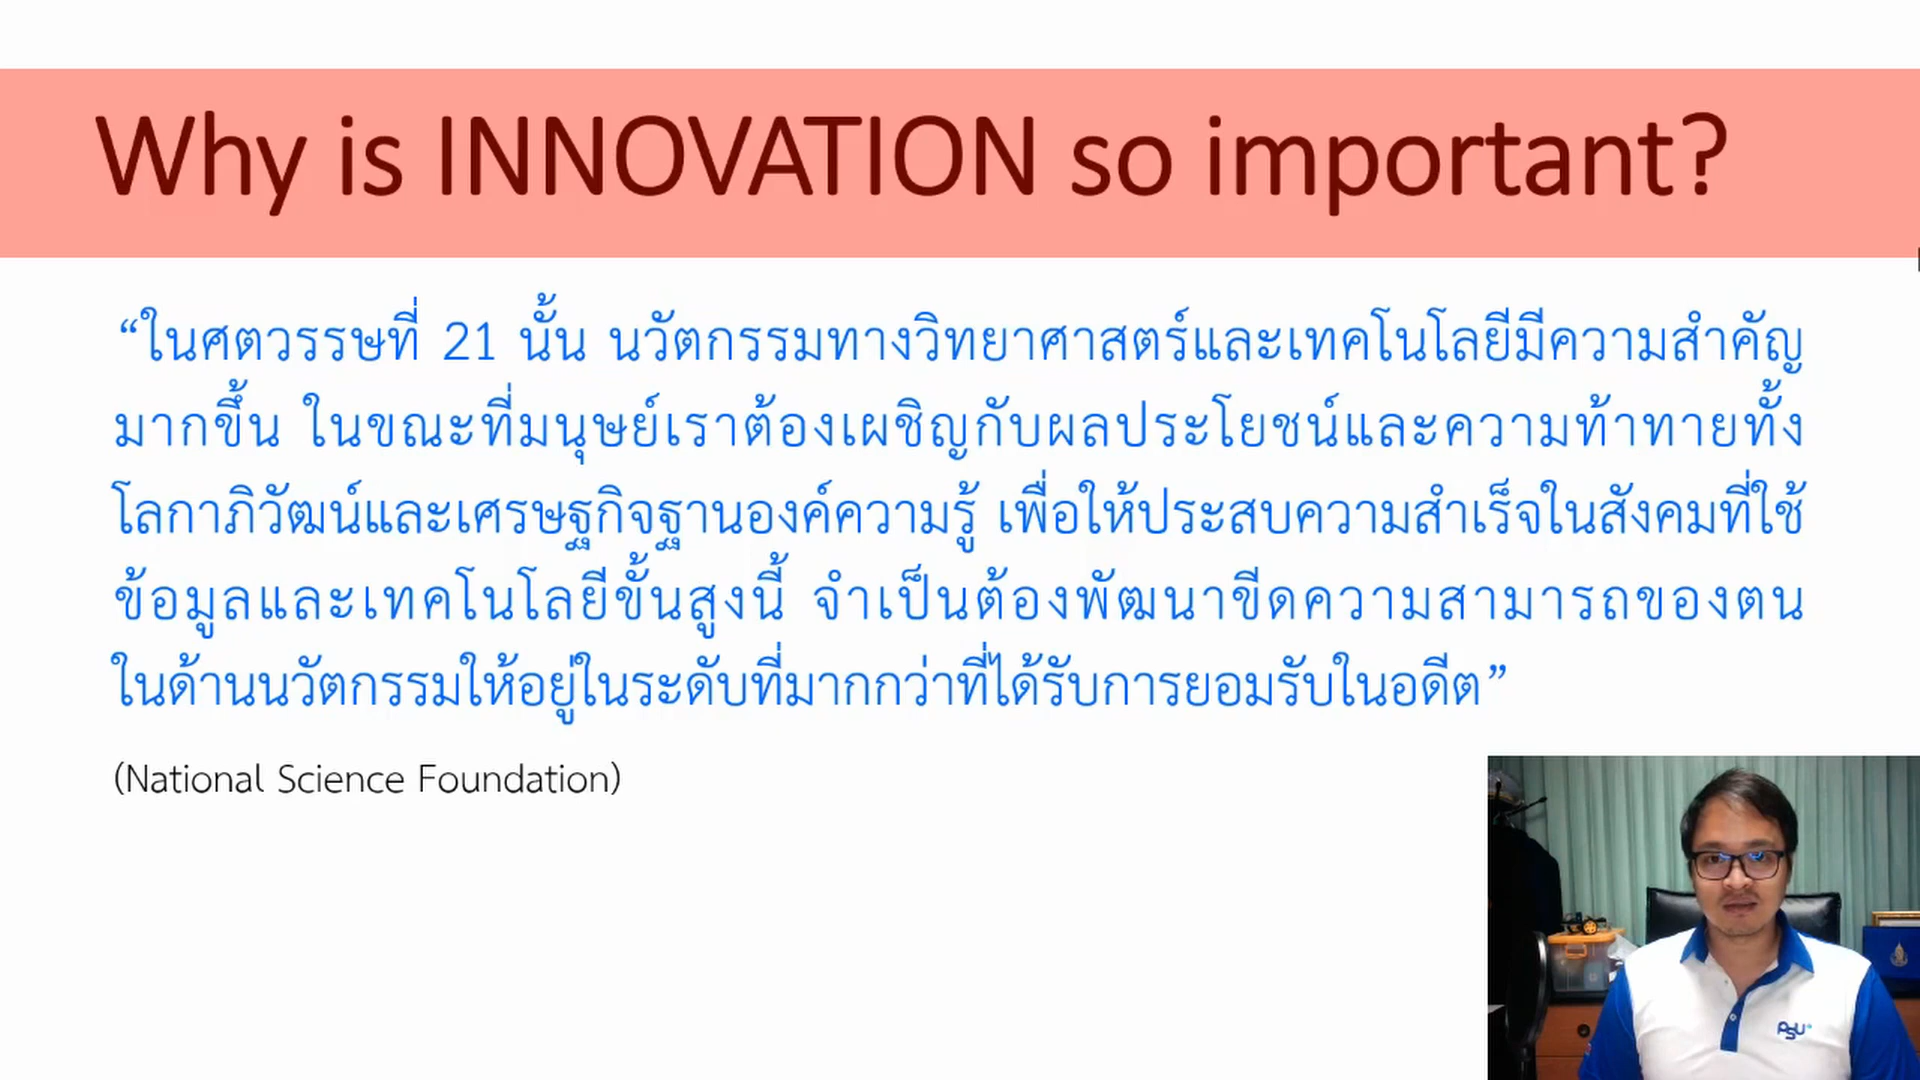 Why is INNOVATION so important?
“ในศตวรรษที่ 21 นั้น นวัตกรรมทางวิทยาศาสตร์และเทคโนโลยีมีความสำคัญ
มากขึ้น ในขณะที่มนุษย์เราต้องเผชิญกับผลประโยชน์และความท้าทายทั้ง
โลกาภิวัฒน์และเศรษฐกิจฐานองค์ความรู้ เพื่อให้ประสบความสำเร็จในสังคมที่ใช้
ข้อมูลและเทคโนโลยีขั้นสูงนี้ จำเป็นต้องพัฒนาขีดความสามารถของตน
ในด้านนวัตกรรมให้อยู่ในระดับที่มากกว่าที่ได้รับการยอมรับในอดีต”
(National Science Foundation)
PSU